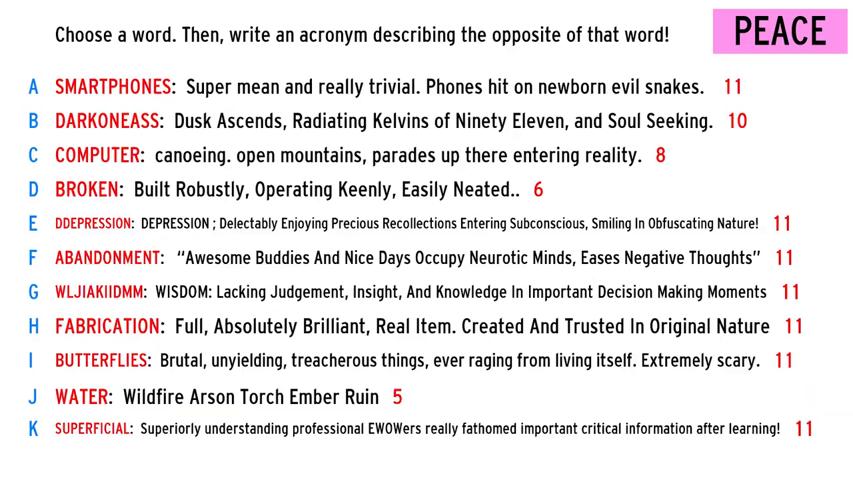 Choose a word. Then, write an acronym describing the opposite of that word!
PEACE
A SMARTPHONES: Super mean and really trivial. Phones hit on newborn evil snakes. 11
B DARKONEASS: Dusk Ascends, Radiating Kelvins of Ninety Eleven, and Soul Seeking. 10
C COMPUTER: canoeing. open mountains, parades up there entering reality. 8
D BROKEN: Built Robustly, Operating Keenly, Easily Neated.. 6
E DDEPRESSION: DEPRESSION ; Delectably Enjoying Precious Recollections Entering Subconscious, Smiling In Obfuscating Nature! 11
F ABANDONMENT: “Awesome Buddies And Nice Days Occupy Neurotic Minds, Eases Negative Thoughts” 11
G WLJIAKIIDMM: WISDOM: Lacking Judgement, Insight, And Knowledge In Important Decision Making Moments 11
H FABRICATION: Full, Absolutely Brilliant, Real Item. Created And Trusted In Original Nature 11
I BUTTERFLIES: Brutal, unyielding, treacherous things, ever raging from living itself. Extremely scary. 11
J WATER: Wildfire Arson Torch Ember Ruin 5
K SUPERFICIAL: Superiorly understanding professional EWOWers really fathomed important critical information after learning! 11